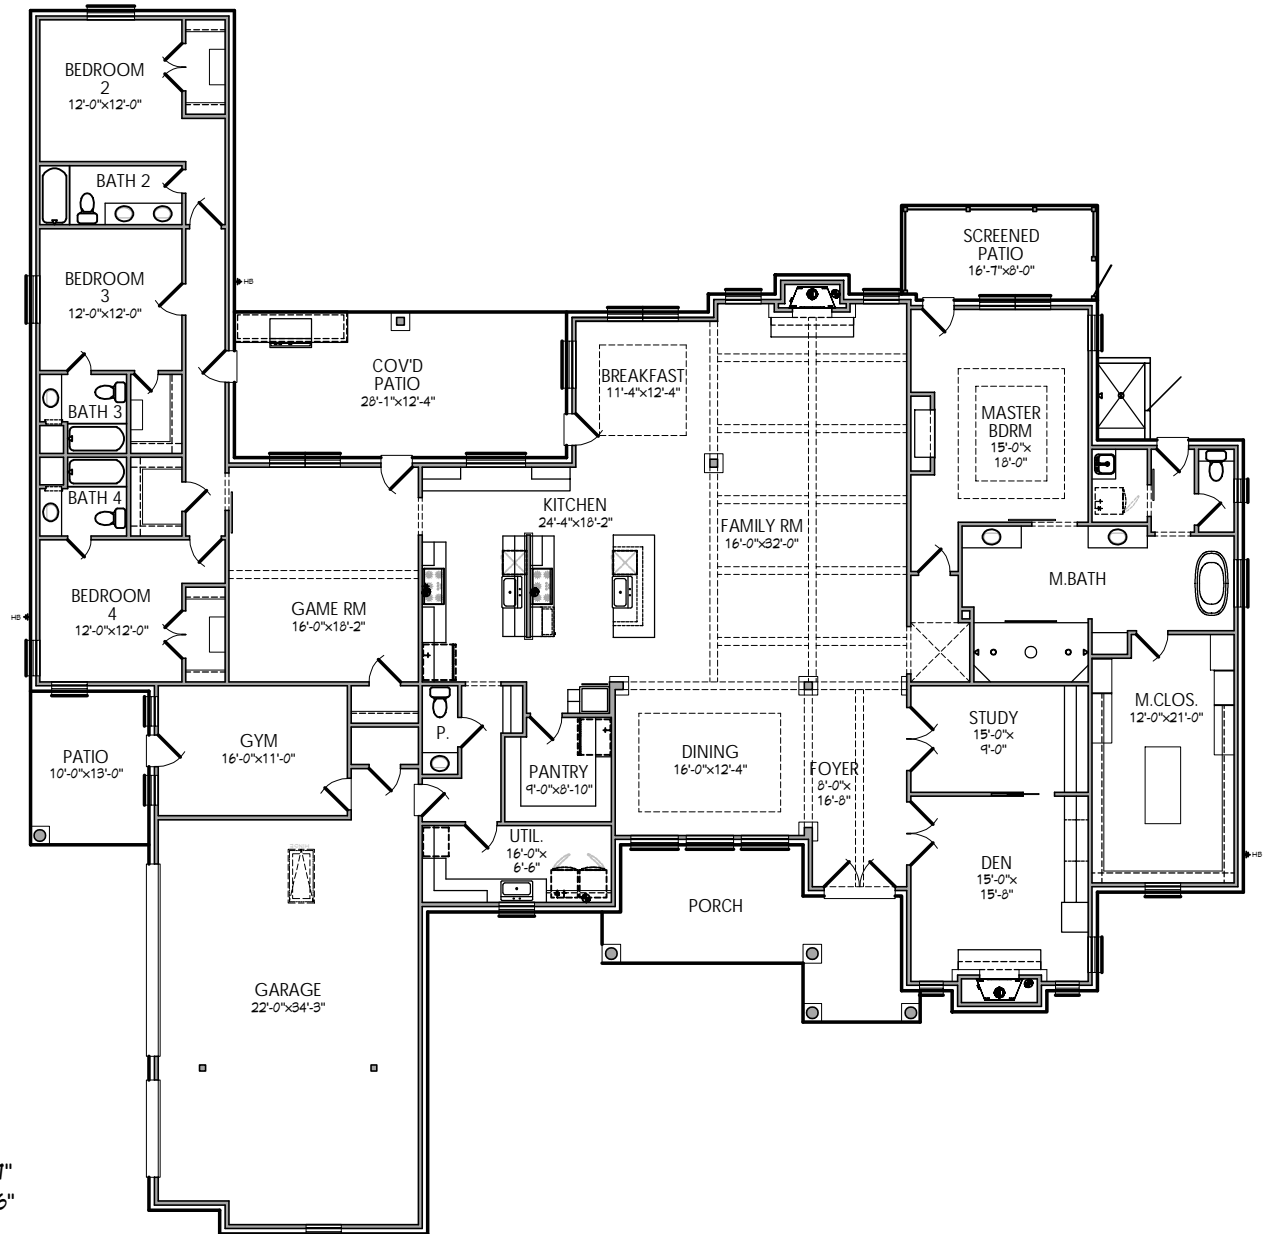 BEDROOM
2
12'-0"x12'-0"
BATH 2
BEDROOM
3
12'-0"x12'-0"
HB
SCREENED
PATIO
16'-7"x8'-0"
COV'D
PATIO
28'-1"x12'-4"
BREAKFAST
11'-4"x12'-4"
MASTER
BDRM
15'-0"x
18'-0"
BATH 3
BATH 4
KITCHEN
24'-4"x18'-2"
FAMILY RM
16'-0"x32'-0"
M.BATH
BEDROOM
4
12'-0"x12'-0"
HB
GAME RM
16'-0"x18'-2"
M.CLOS.
12'-0"x21'-0"
STUDY
15'-0"x
9'-0"
P.
GYM
16'-0"x11'-0"
PATIO
10'-0"x13'-0"
PANTRY
9'-0"x8'-10"
DINING
16'-0"x12'-4"
FOYER
8'-0"x
16'-8"
UTIL.
16'-0"x
6'-6"
DEN
15'-0"x
15'-8"
HB
PORCH
GARAGE
22'-0"x34'-3"